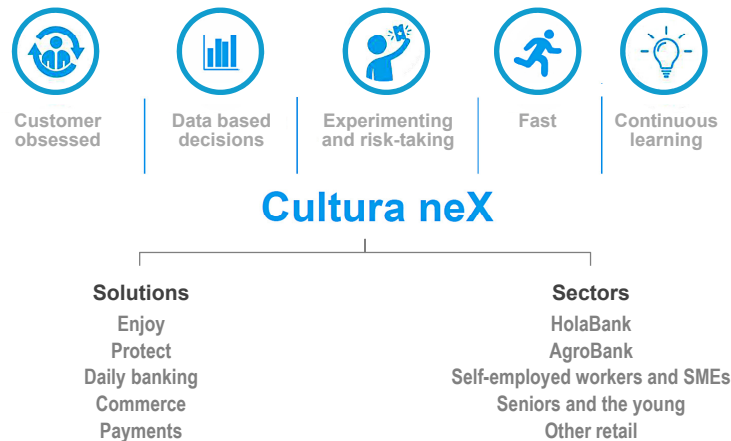 Customer
obsessed
Data based
decisions
Experimenting
and risk-taking
Fast
Continuous
learning
Cultura neX
Solutions
Enjoy
Protect
Daily banking
Commerce
Payments
Sectors
HolaBank
AgroBank
Self-employed workers and SMEs
Seniors and the young
Other retail